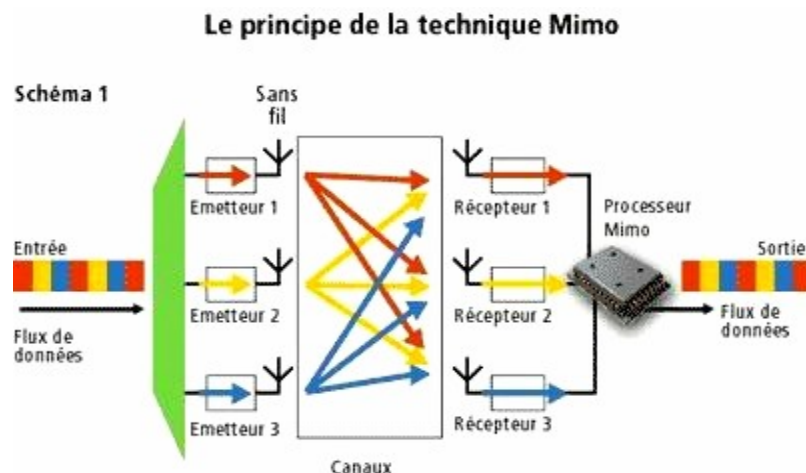 Le principe de la technique Mimo
Schéma 1
Sans
fil
Emetteur 1
Récepteur 1
Processeur
Mimo
Entrée
Sortie
Emetteur 2
Récepteur 2
Flux de
données
Flux de
données
Emetteur 3
Récepteur 3
Canaux